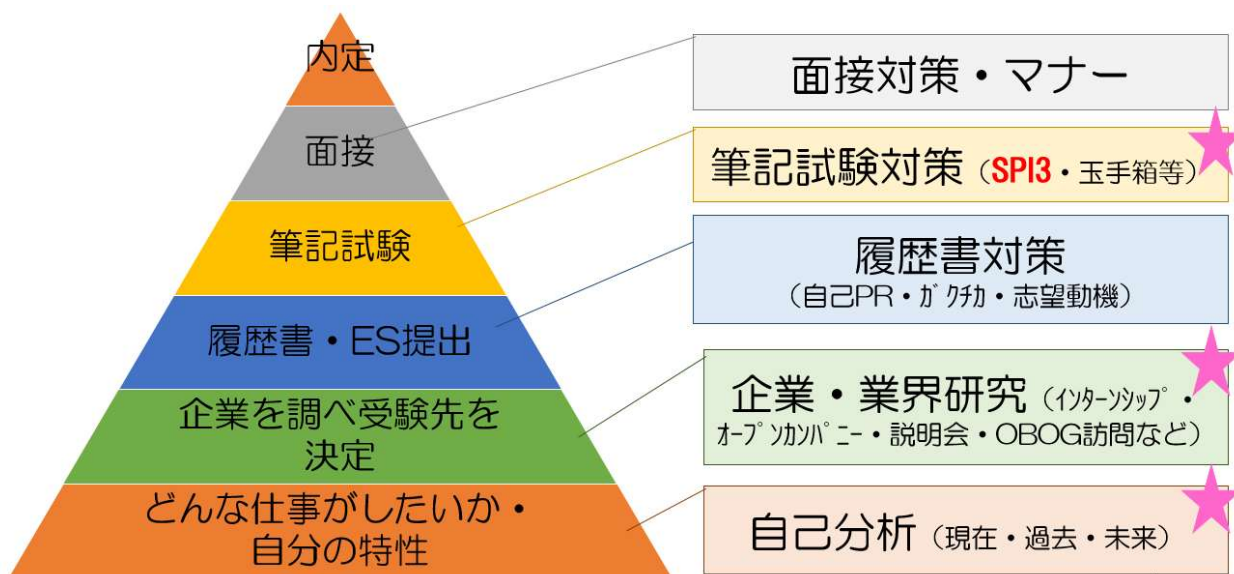 内定
面接
筆記試験
履歴書・ES提出
企業を調べ受験先を
決定
どんな仕事がしたいか・
自分の特性
面接対策・マナー
筆記試験対策（SPI3・玉手箱等）
履歴書対策
（自己PR・ｶﾞｸﾁｶ・志望動機）
企業・業界研究（ｲﾝﾀｰﾝｼｯﾌﾟ・
ｵｰﾌﾟﾝｶﾝﾊﾟﾆｰ・説明会・OBOG訪問など）
自己分析（現在・過去・未来）